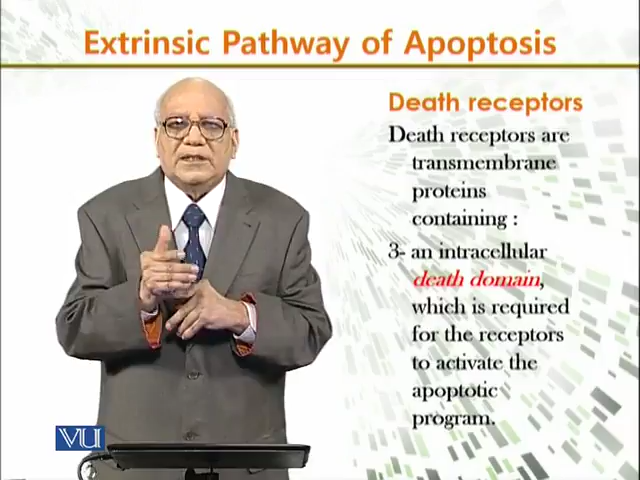 Extrinsic Pathway of Apoptosis
Death receptors
Death receptors are
transmembrane
proteins
containing :
3- an intracellular
death domain,
which is required
for the receptors
to activate the
apoptotic
program.
VU